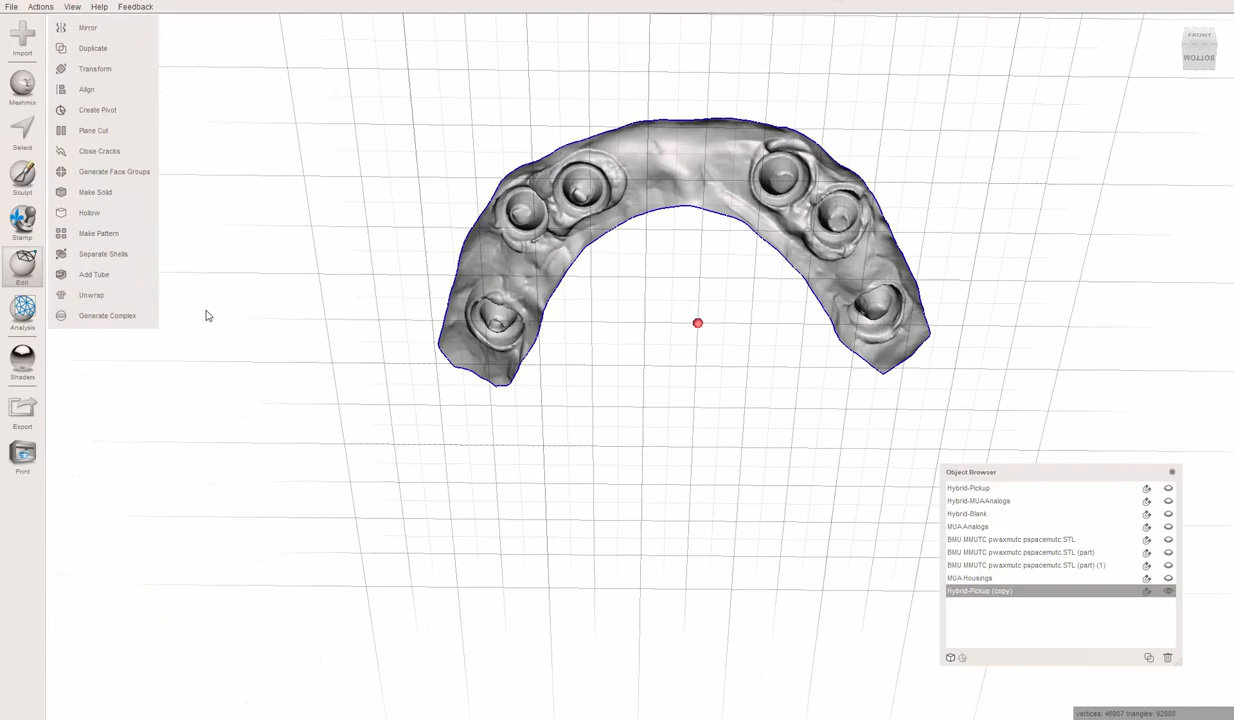 File Actions View Help Feedback
Import
Meshmix
Select
Sculpt
Stamp
Edit
Analysis
Shaders
Export
Print
Mirror
Duplicate
Transform
Align
Create Pivot
Plane Cut
Close Cracks
Generate Face Groups
Make Solid
Hollow
Make Pattern
Separate Shells
Add Tube
Unwrap
Generate Complex
FRONT
BOTTOM
Object Browser
Hybrid-Pickup
Hybrid-MUAAnalogs
Hybrid-Blank
MUAAnalogs
BMU MMUTC pwaxmutc pspacemutc.STL
BMU MMUTC pwaxmutc pspacemutc.STL (part)
BMU MMUTC pwaxmutc pspacemutc.STL (part) (1)
MUA Housings
Hybrid-Pickup (copy)
vertices: 46907 triangles: 92888